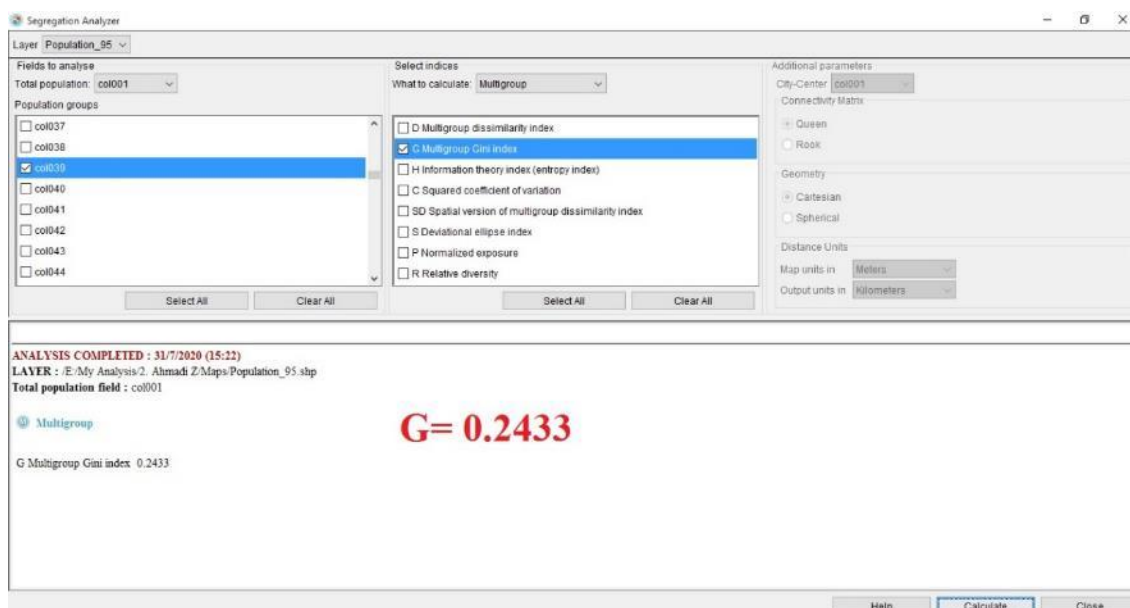 Segregation Analyzer
Layer Population_95
Fields to analyse
Total population: col001
Population groups
col037
col038
col039
col040
col041
col042
col043
col044
Select All Clear All
Select indices
What to calculate: Multigroup
D Multigroup dissimilarity index
G Multigroup Gini index
H Information theory index (entropy index)
C Squared coefficient of variation
SD Spatial version of multigroup dissimilarity index
S Deviational ellipse index
P Normalized exposure
R Relative diversity
Select All Clear All
Additional parameters
City-Center col001
Connectivity Matrix
Queen
Rook
Geometry
Cartesian
Spherical
Distance Units
Map units in Meters
Output units in Kilometers
ANALYSIS COMPLETED : 31/7/2020 (15:22)
LAYER : /E:/My Analysis/2. Ahmadi Z/Maps/Population_95.shp
Total population field : col001
Multigroup
G= 0.2433
G Multigroup Gini index 0.2433
Help Calculate Close